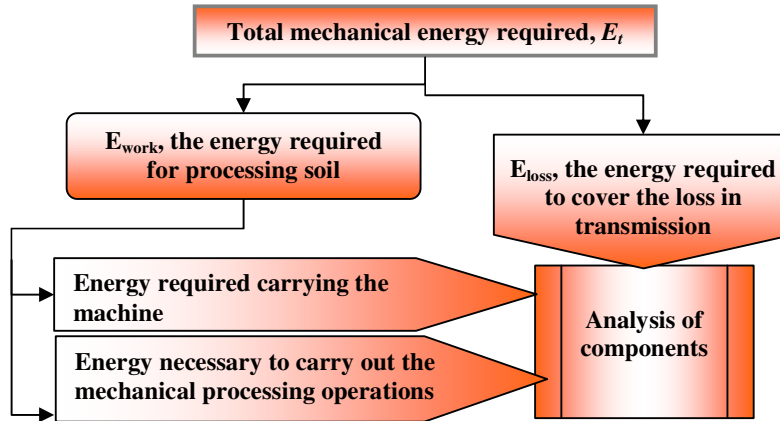 Total mechanical energy required, Et
Ework, the energy required
for processing soil
Eloss, the energy required
to cover the loss in
transmission
Energy required carrying the
machine
Analysis of
components
Energy necessary to carry out the
mechanical processing operations